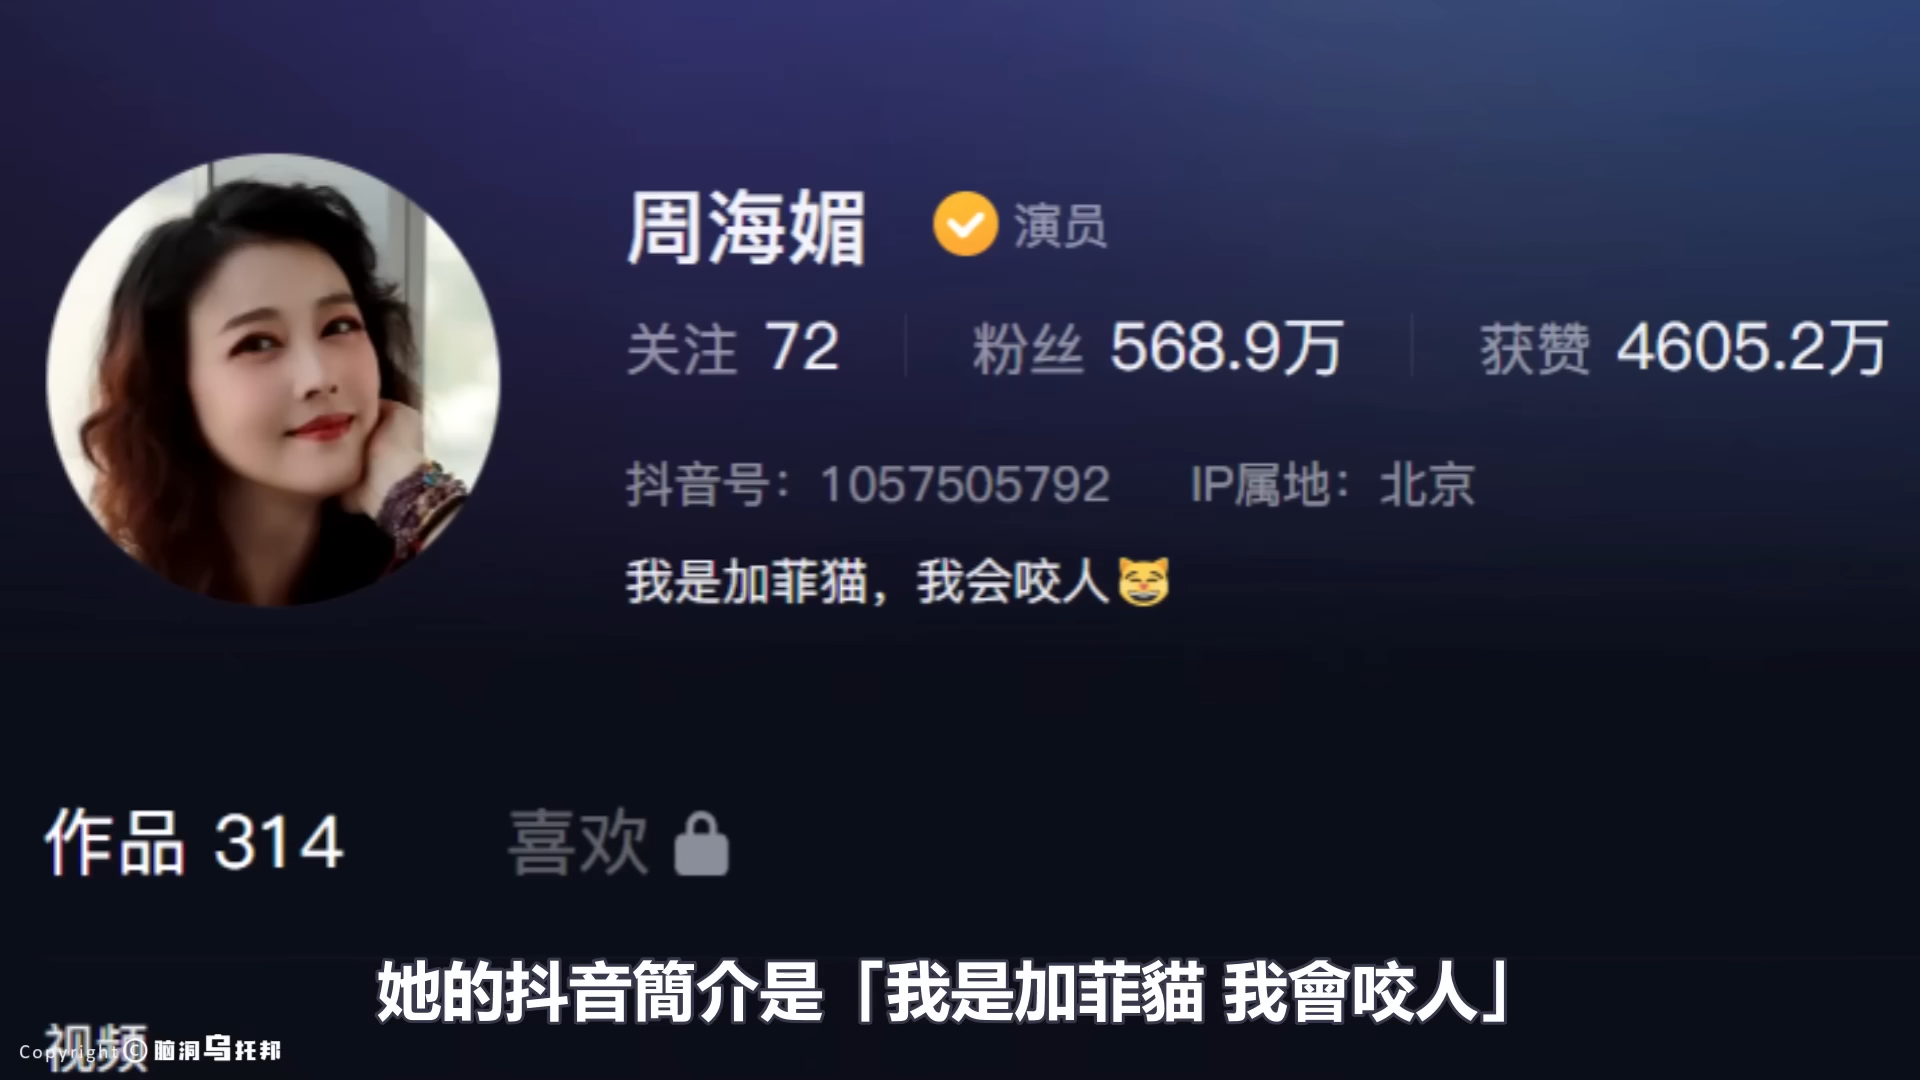 周海媚 演员
关注 72 粉丝 568.9万 获赞 4605.2万
抖音号：1057505792 IP属地：北京
我是加菲猫，我会咬人😸
作品 314 喜欢
她的抖音簡介是「我是加菲貓 我會咬人」
视频
Copyright © 脑洞乌托邦